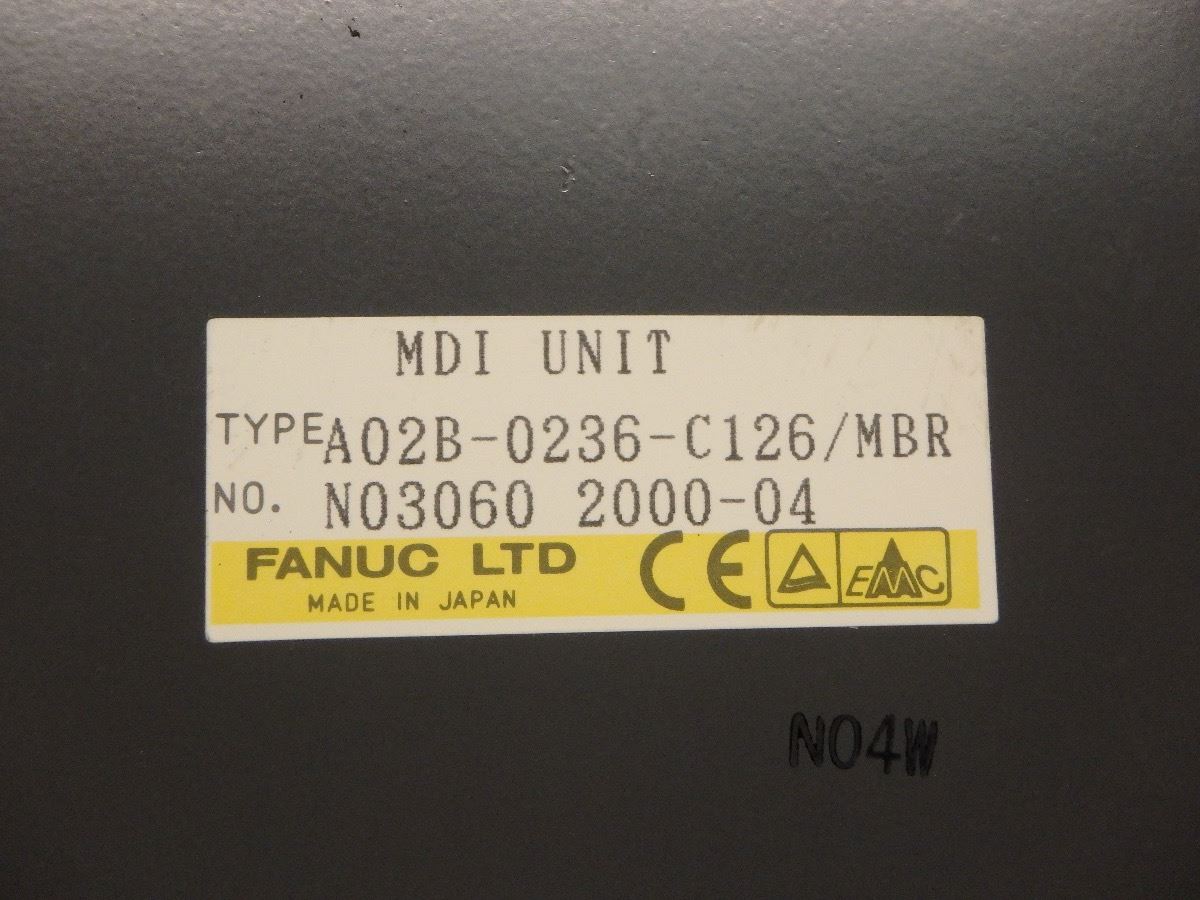 MDI UNIT
TYPE A02B-0236-C126/MBR
NO. N03060 2000-04
FANUC LTD CE EMC
MADE IN JAPAN
N04W